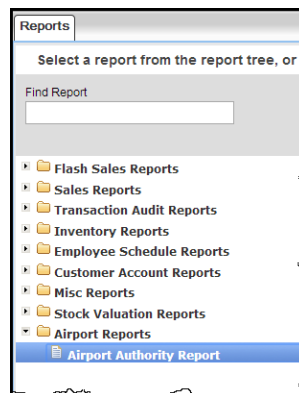 Reports
Select a report from the report tree, or
Find Report
Flash Sales Reports
Sales Reports
Transaction Audit Reports
Inventory Reports
Employee Schedule Reports
Customer Account Reports
Misc Reports
Stock Valuation Reports
Airport Reports
Airport Authority Report